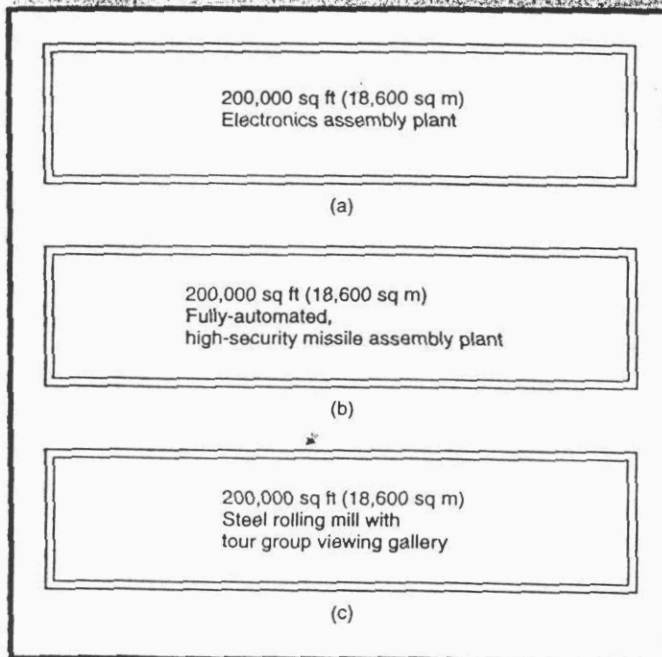 200,000 sq ft (18,600 sq m)
Electronics assembly plant
(a)
200,000 sq ft (18,600 sq m)
Fully-automated,
high-security missile assembly plant
(b)
200,000 sq ft (18,600 sq m)
Steel rolling mill with
tour group viewing gallery
(c)